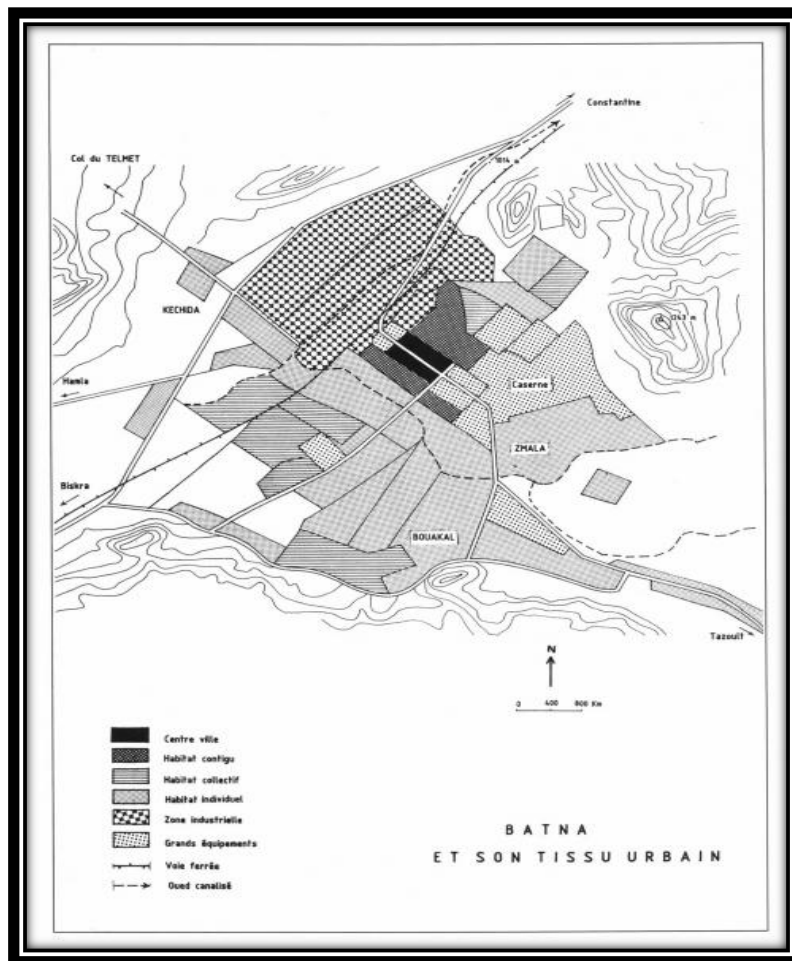 Constantine
1014 m
Col du TELMET
KECHIDA
1263 m
Caserne
Hamla
ZMALA
Biskra
BOUAKAL
Tazoult
N
0 400 800 Km
Centre ville
Habitat contigu
Habitat collectif
Habitat individuel
Zone industrielle
Grands équipements
Voie ferrée
Oued canalisé
BATNA
ET SON TISSU URBAIN